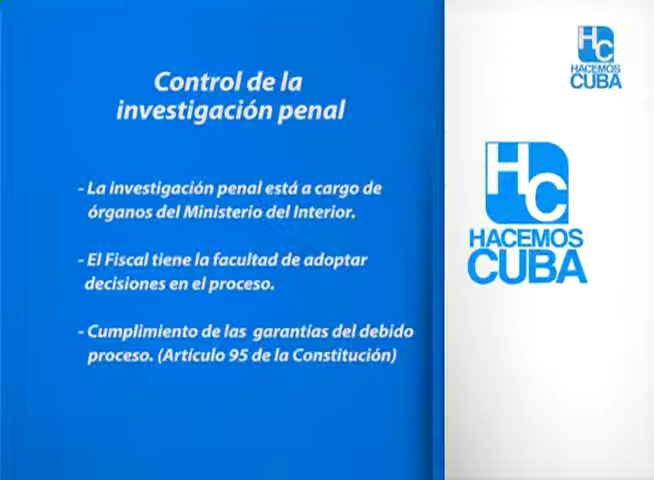 Control de la
investigación penal
- La investigación penal está a cargo de
órganos del Ministerio del Interior.
- El Fiscal tiene la facultad de adoptar
decisiones en el proceso.
- Cumplimiento de las garantías del debido
proceso. (Artículo 95 de la Constitución)
HC
HACEMOS
CUBA
HC
HACEMOS
CUBA